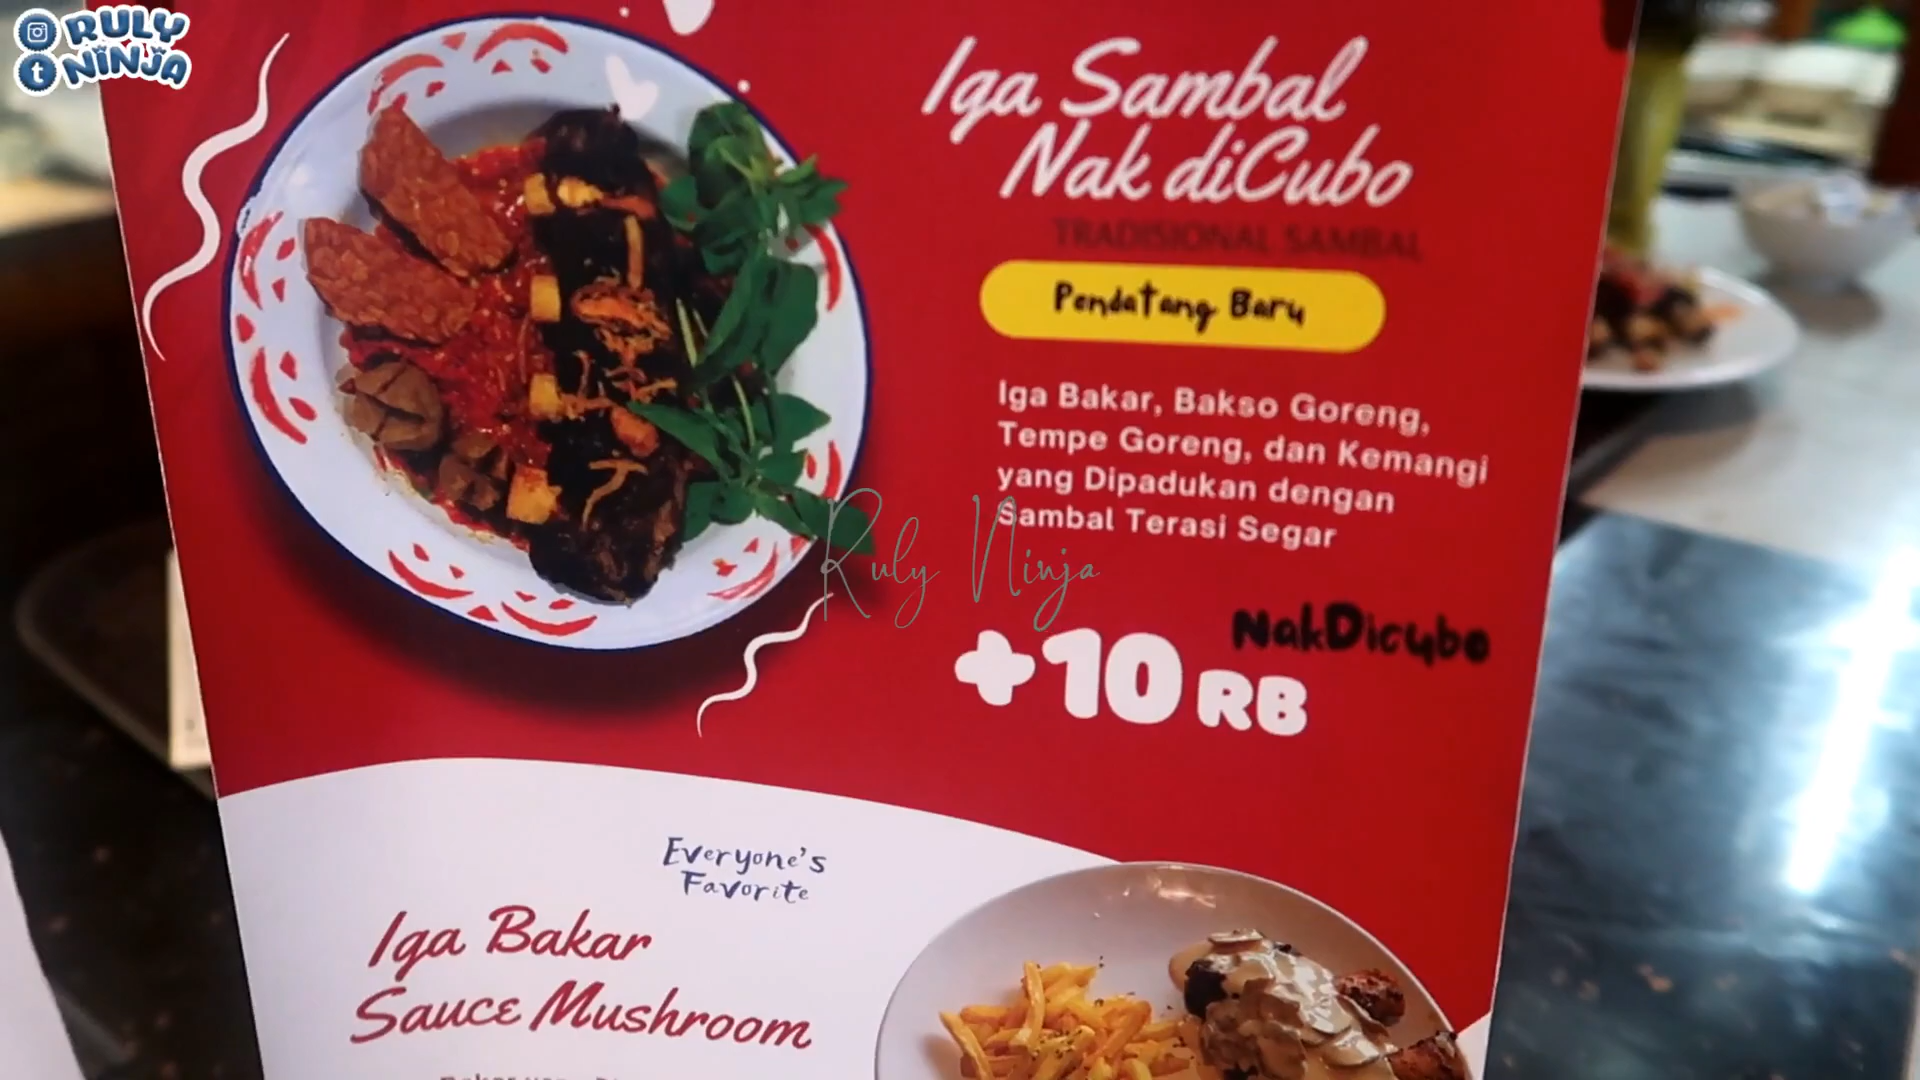 RULY
NINJA
Iga Sambal
Nak diCubo
TRADISIONAL SAMBAL
Pendatang Baru
Iga Bakar, Bakso Goreng,
Tempe Goreng, dan Kemangi
yang Dipadukan dengan
Sambal Terasi Segar
Ruly Ninja
NakDicubo
+10 RB
Everyone's
Favorite
Iga Bakar
Sauce Mushroom